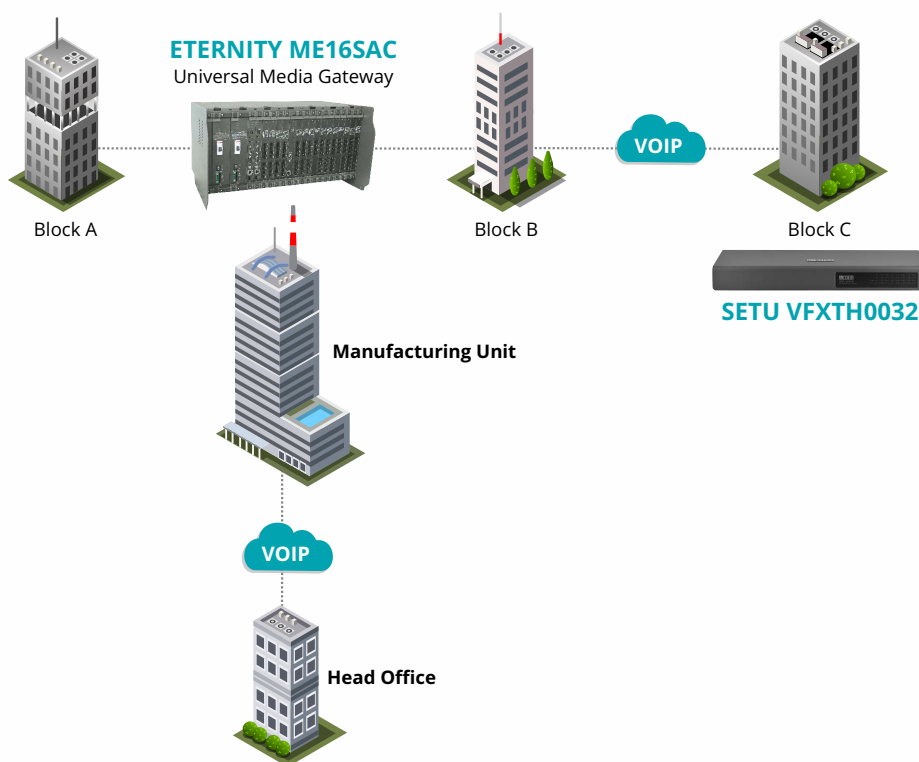 ETERNITY ME16SAC
Universal Media Gateway
VOIP
Block A
Block B
Block C
SETU VFXTH0032
Manufacturing Unit
VOIP
Head Office